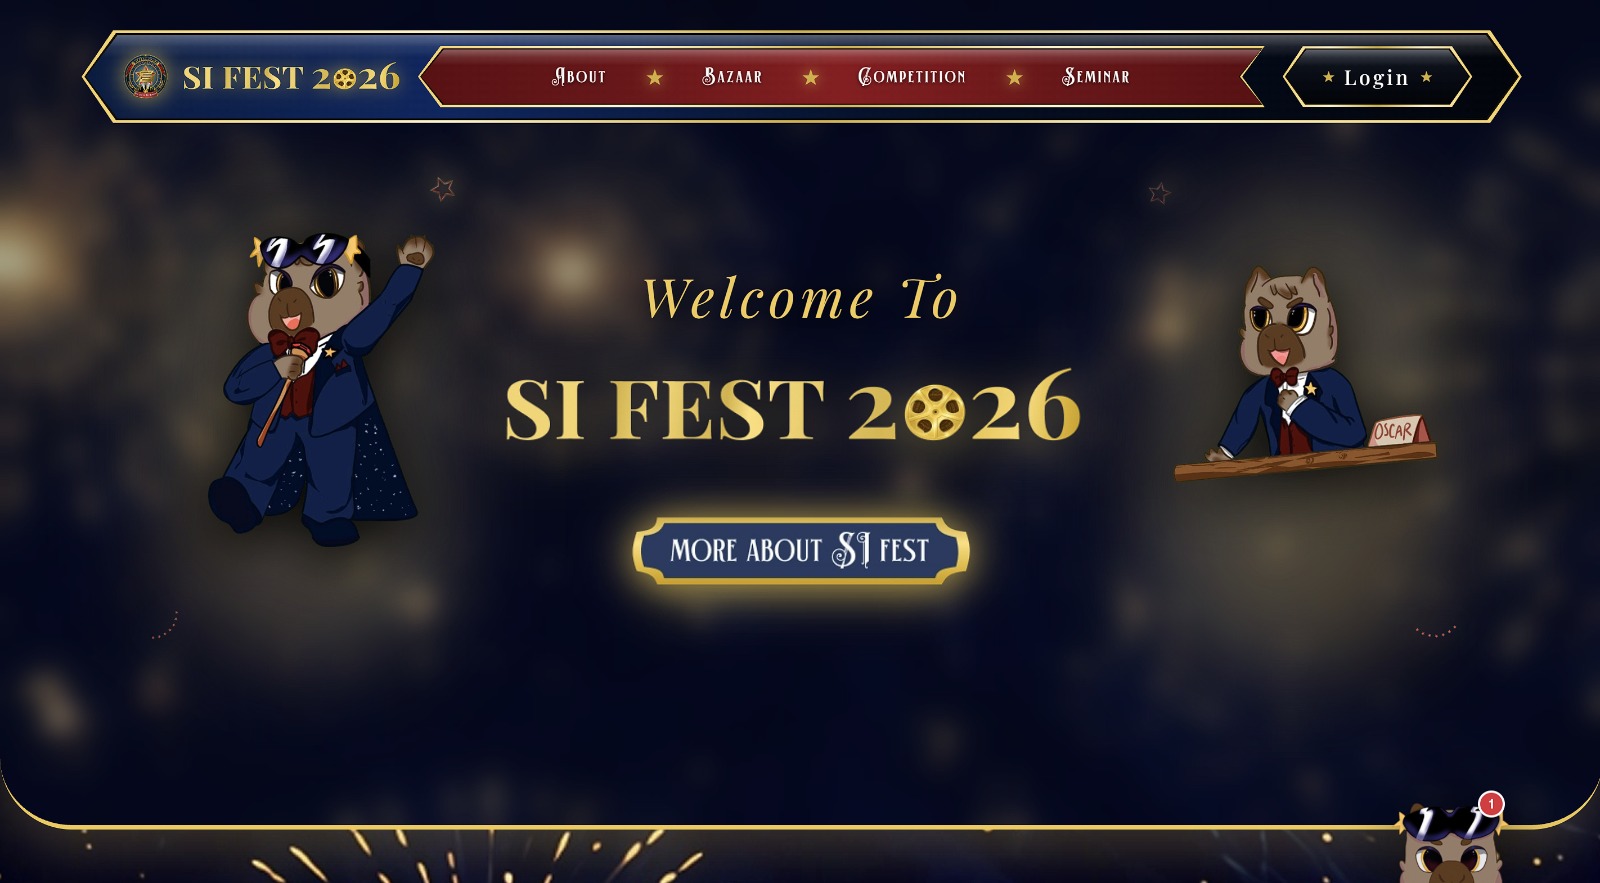 SI FEST 2026
About
Bazaar
Competition
Seminar
Login
Welcome To
SI FEST 2026
OSCAR
MORE ABOUT SI FEST
1